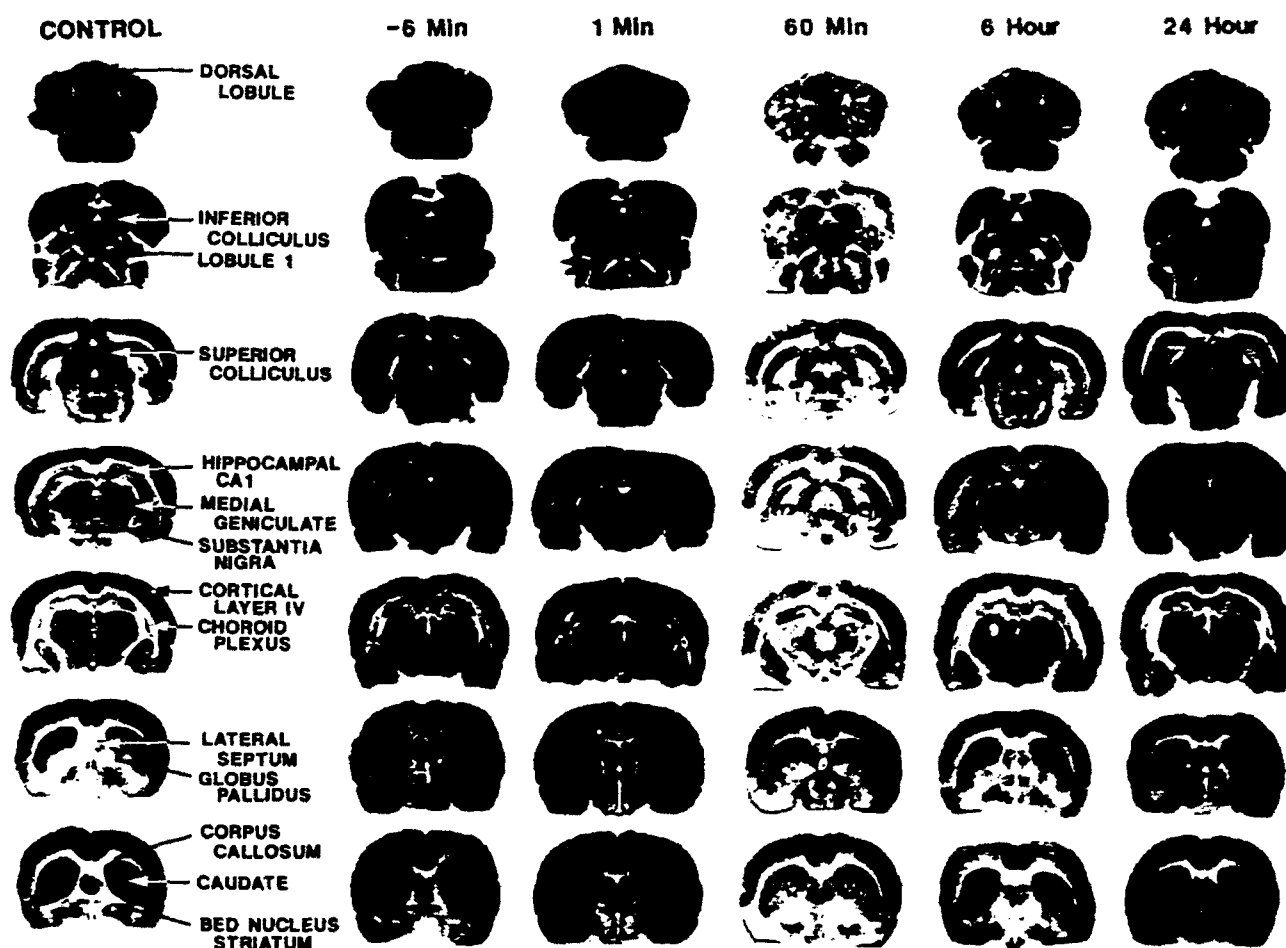 CONTROL -6 Min 1 Min 60 Min 6 Hour 24 Hour
DORSAL
LOBULE
INFERIOR
COLLICULUS
LOBULE 1
SUPERIOR
COLLICULUS
HIPPOCAMPAL
CA1
MEDIAL
GENICULATE
SUBSTANTIA
NIGRA
CORTICAL
LAYER IV
CHOROID
PLEXUS
LATERAL
SEPTUM
GLOBUS
PALLIDUS
CORPUS
CALLOSUM
CAUDATE
BED NUCLEUS
STRIATUM